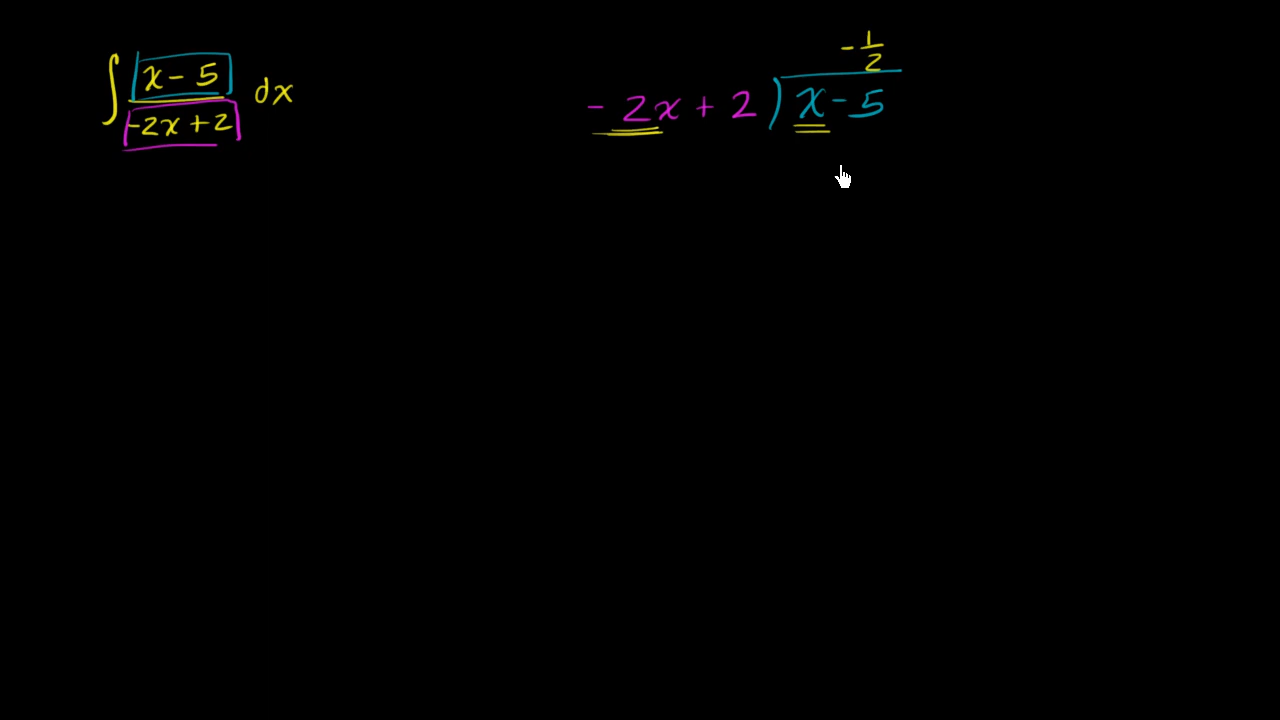 ∫ (x - 5)/(-2x + 2) dx
-1/2
-2x + 2 ) x - 5